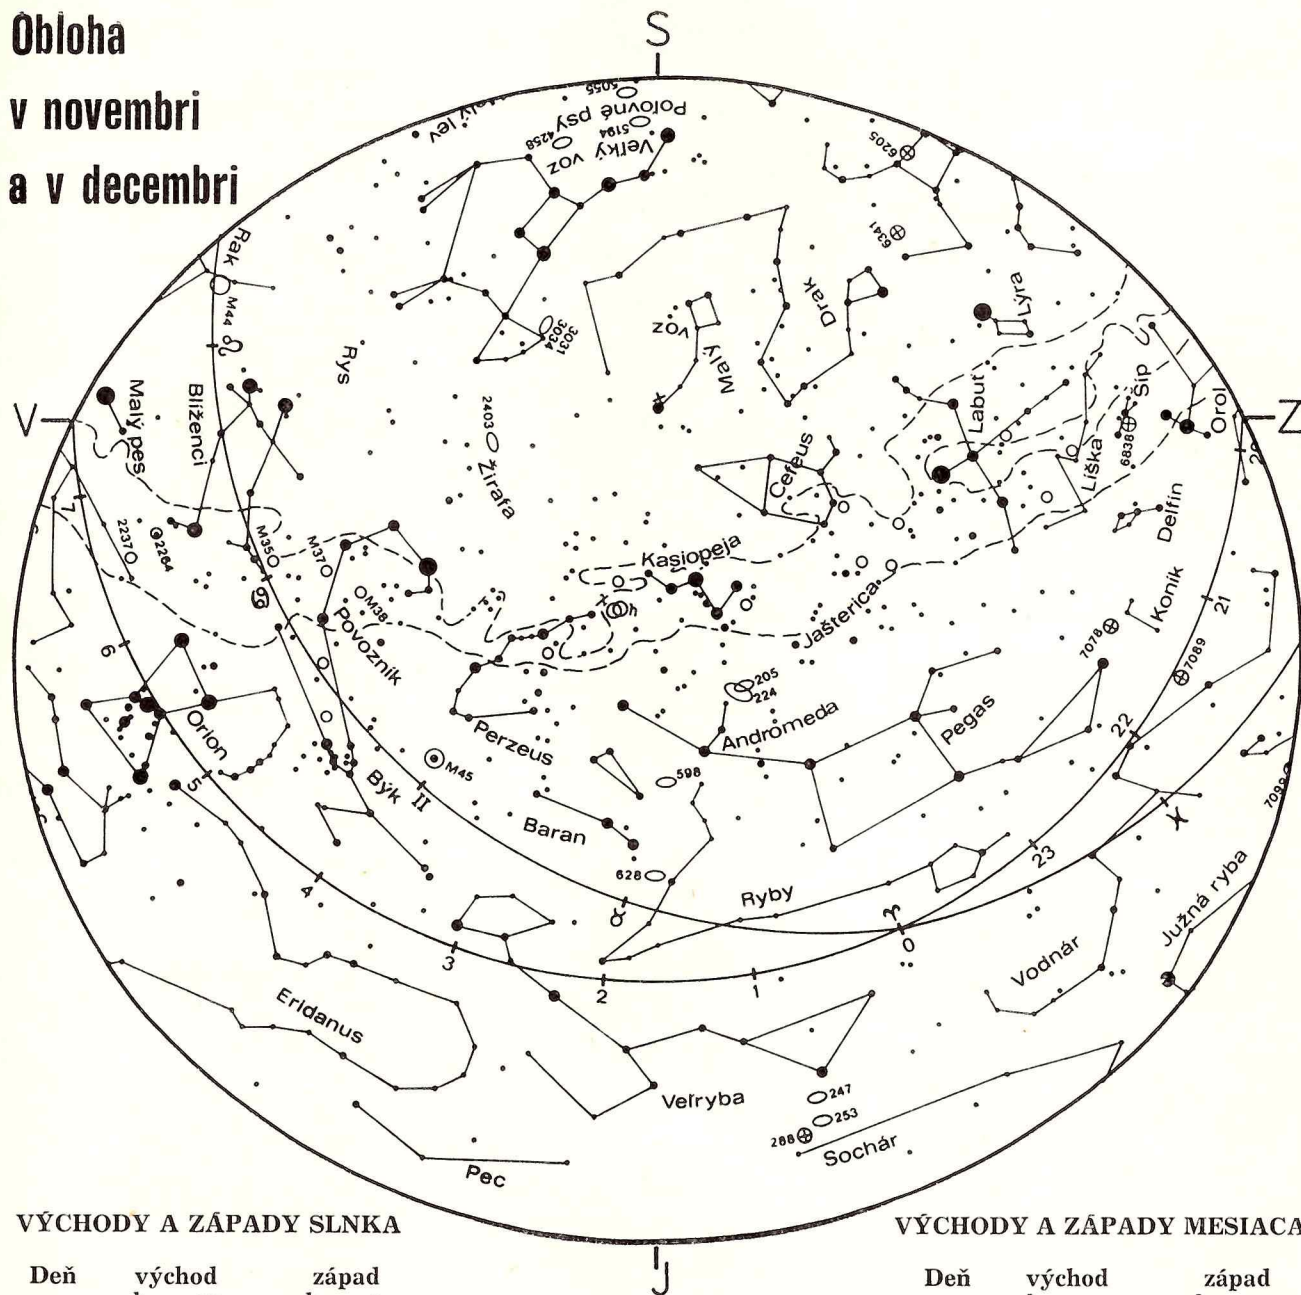 Obloha
v novembri
a v decembri
S
5055
Poľovné psy
Malý lev
4258
5194
Veľký voz
6205
6341
Rak
M44
♌
3031
3034
Rys
Malý voz
Drak
Lýra
V
Malý pes
Blíženci
2403
Žirafa
Cefeus
Labuť
Líška
Šíp
6838
Orol
Z
20
7
2237
2264
M35
M37
M38
♋
Kasiopeja
Jašterica
Delfín
Koník
21
7078
7089
6
Povozník
Orion
5
Perzeus
205
224
Andromeda
Pegas
22
M45
Býk
II
598
Baran
628
♉
Ryby
♈
0
23
♓
7099
Južná ryba
4
3
2
1
Vodnár
Eridanus
Veľryba
247
253
288
Sochár
Pec
J
VÝCHODY A ZÁPADY SLNKA
VÝCHODY A ZÁPADY MESIACA
Deň východ západ
Deň východ západ